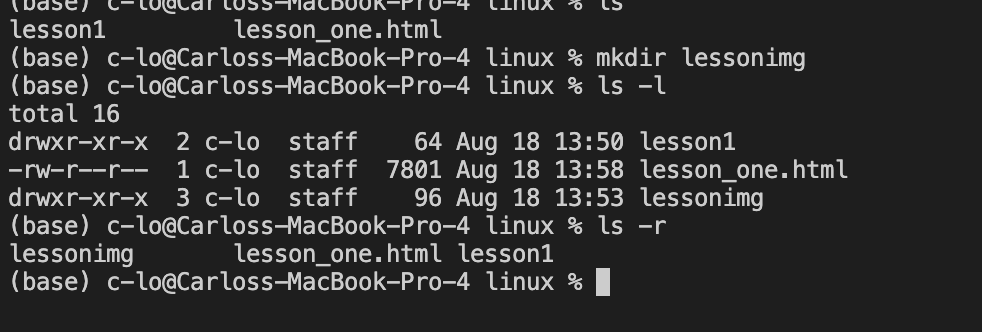 (base) c-lo@Carloss-MacBook-Pro-4 linux % ls
lesson1         lesson_one.html
(base) c-lo@Carloss-MacBook-Pro-4 linux % mkdir lessonimg
(base) c-lo@Carloss-MacBook-Pro-4 linux % ls -l
total 16
drwxr-xr-x  2 c-lo  staff    64 Aug 18 13:50 lesson1
-rw-r--r--  1 c-lo  staff  7801 Aug 18 13:58 lesson_one.html
drwxr-xr-x  3 c-lo  staff    96 Aug 18 13:53 lessonimg
(base) c-lo@Carloss-MacBook-Pro-4 linux % ls -r
lessonimg       lesson_one.html lesson1
(base) c-lo@Carloss-MacBook-Pro-4 linux %